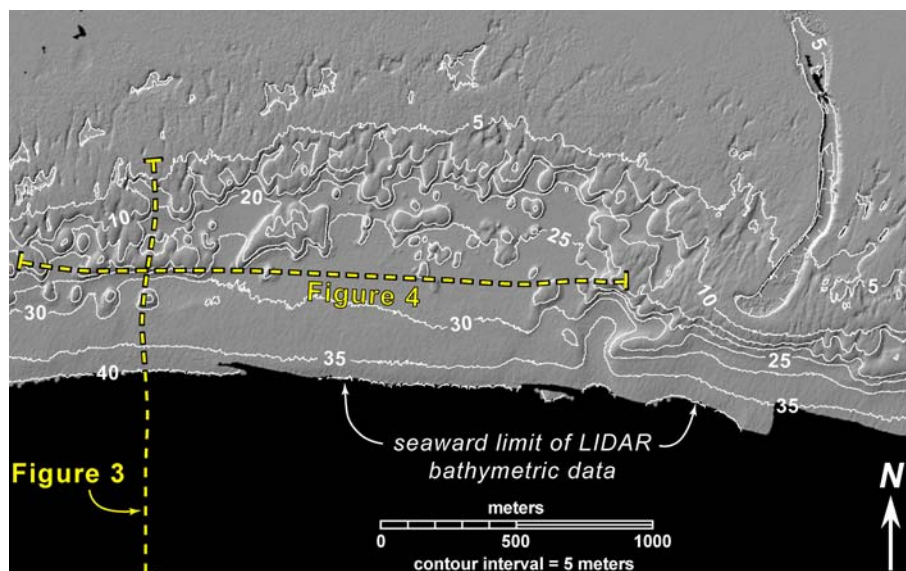 5
5
20
10
25
10
5
Figure 4
30
30
25
35
40
35
seaward limit of LIDAR
bathymetric data
Figure 3
N
meters
0 500 1000
contour interval = 5 meters